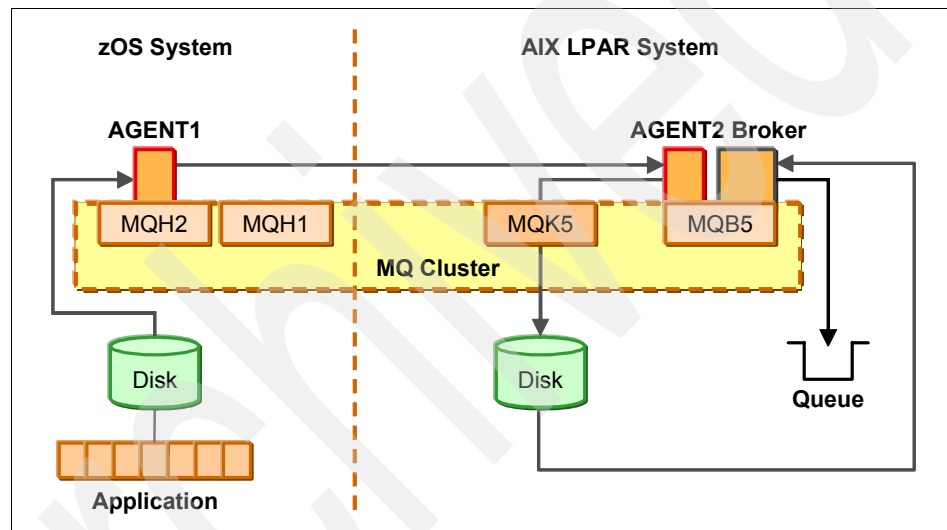 zOS System
AIX LPAR System
AGENT1
AGENT2 Broker
MQH2
MQH1
MQK5
MQB5
MQ Cluster
Disk
Disk
Queue
Application